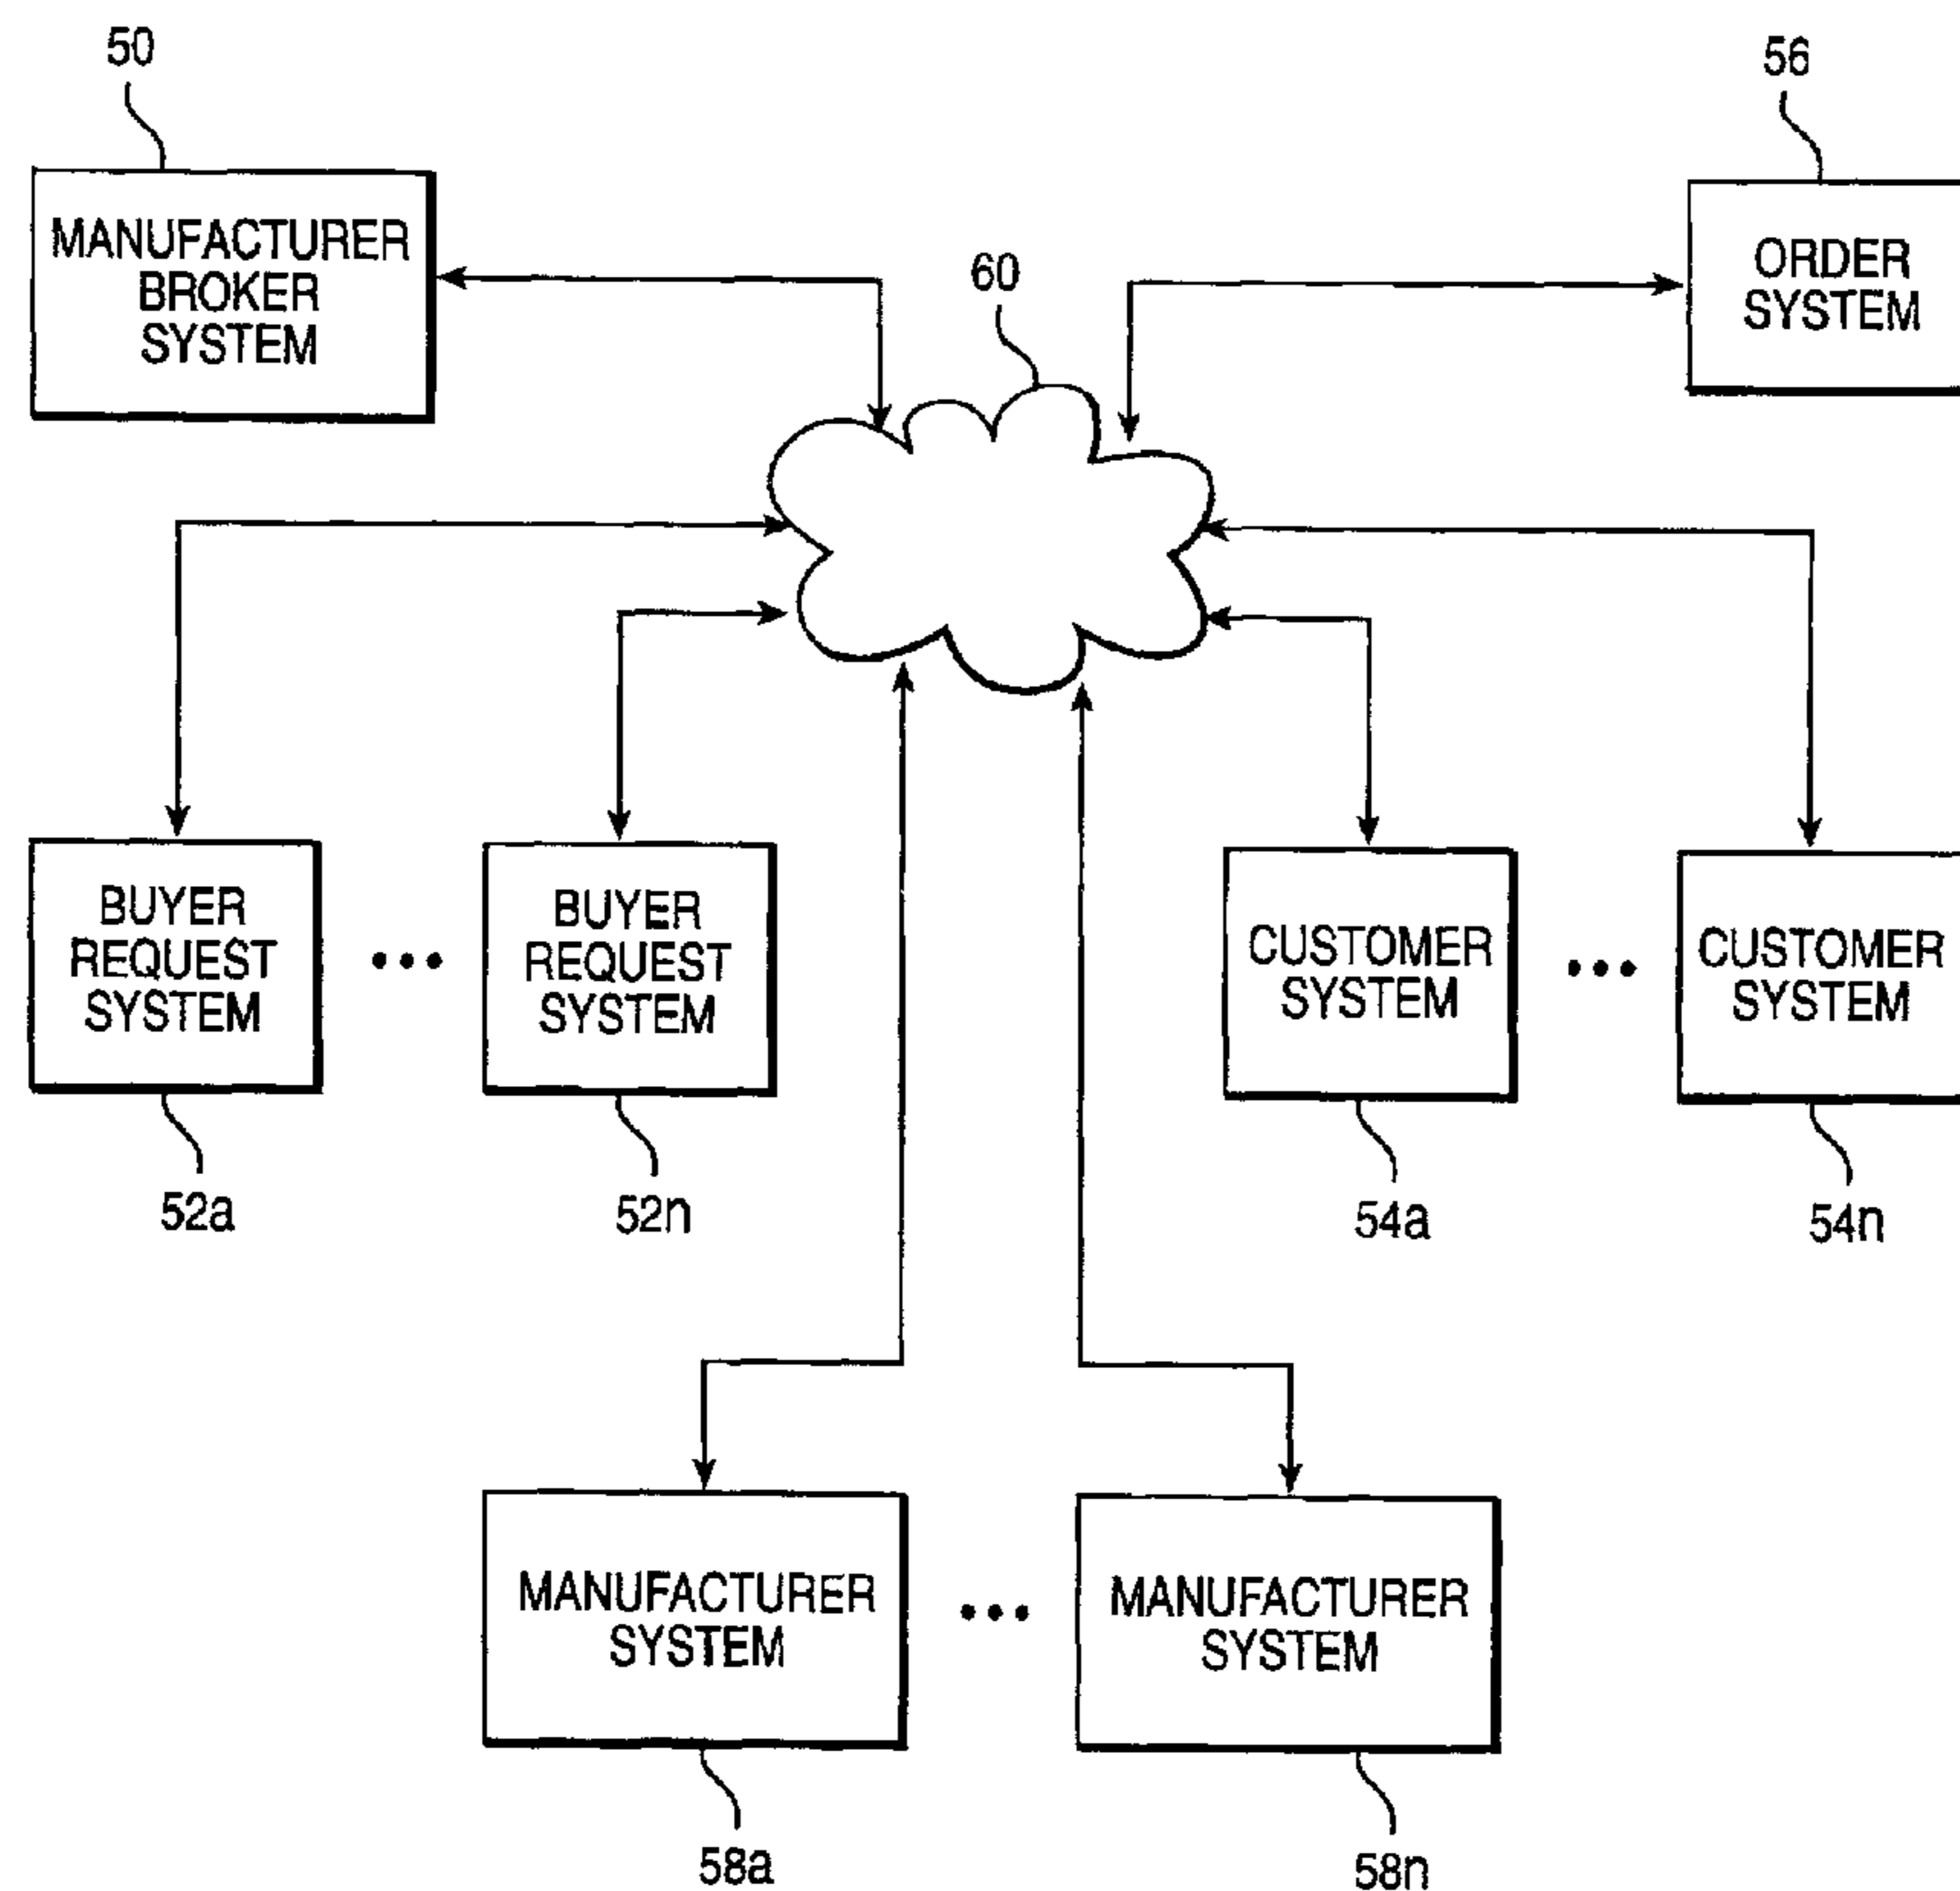 50
56
MANUFACTURER
BROKER
SYSTEM
ORDER
SYSTEM
60
BUYER
REQUEST
SYSTEM
•••
BUYER
REQUEST
SYSTEM
CUSTOMER
SYSTEM
•••
CUSTOMER
SYSTEM
52a
52n
54a
54n
MANUFACTURER
SYSTEM
•••
MANUFACTURER
SYSTEM
58a
58n